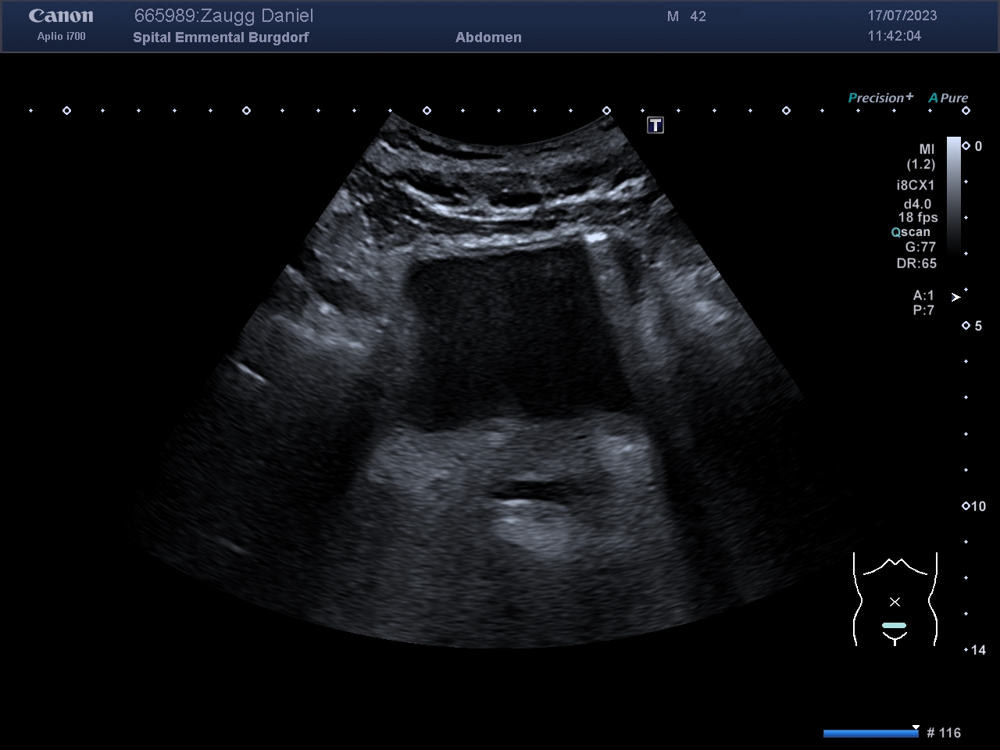 Canon 665989:Zaugg Daniel M 42 17/07/2023
Aplio i700 Spital Emmental Burgdorf Abdomen 11:42:04
Precision+ A Pure
T
MI
(1.2)
i8CX1
d4.0
18 fps
Qscan
G:77
DR:65
A:1
P:7
0
5
10
14
# 116